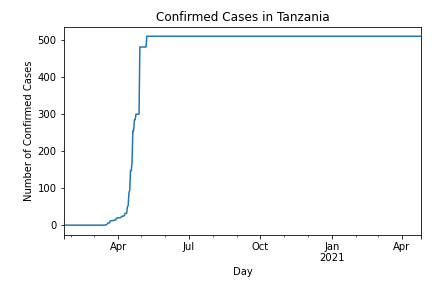 Confirmed Cases in Tanzania
Number of Confirmed Cases
500
400
300
200
100
0
Apr Jul Oct Jan Apr
2021
Day